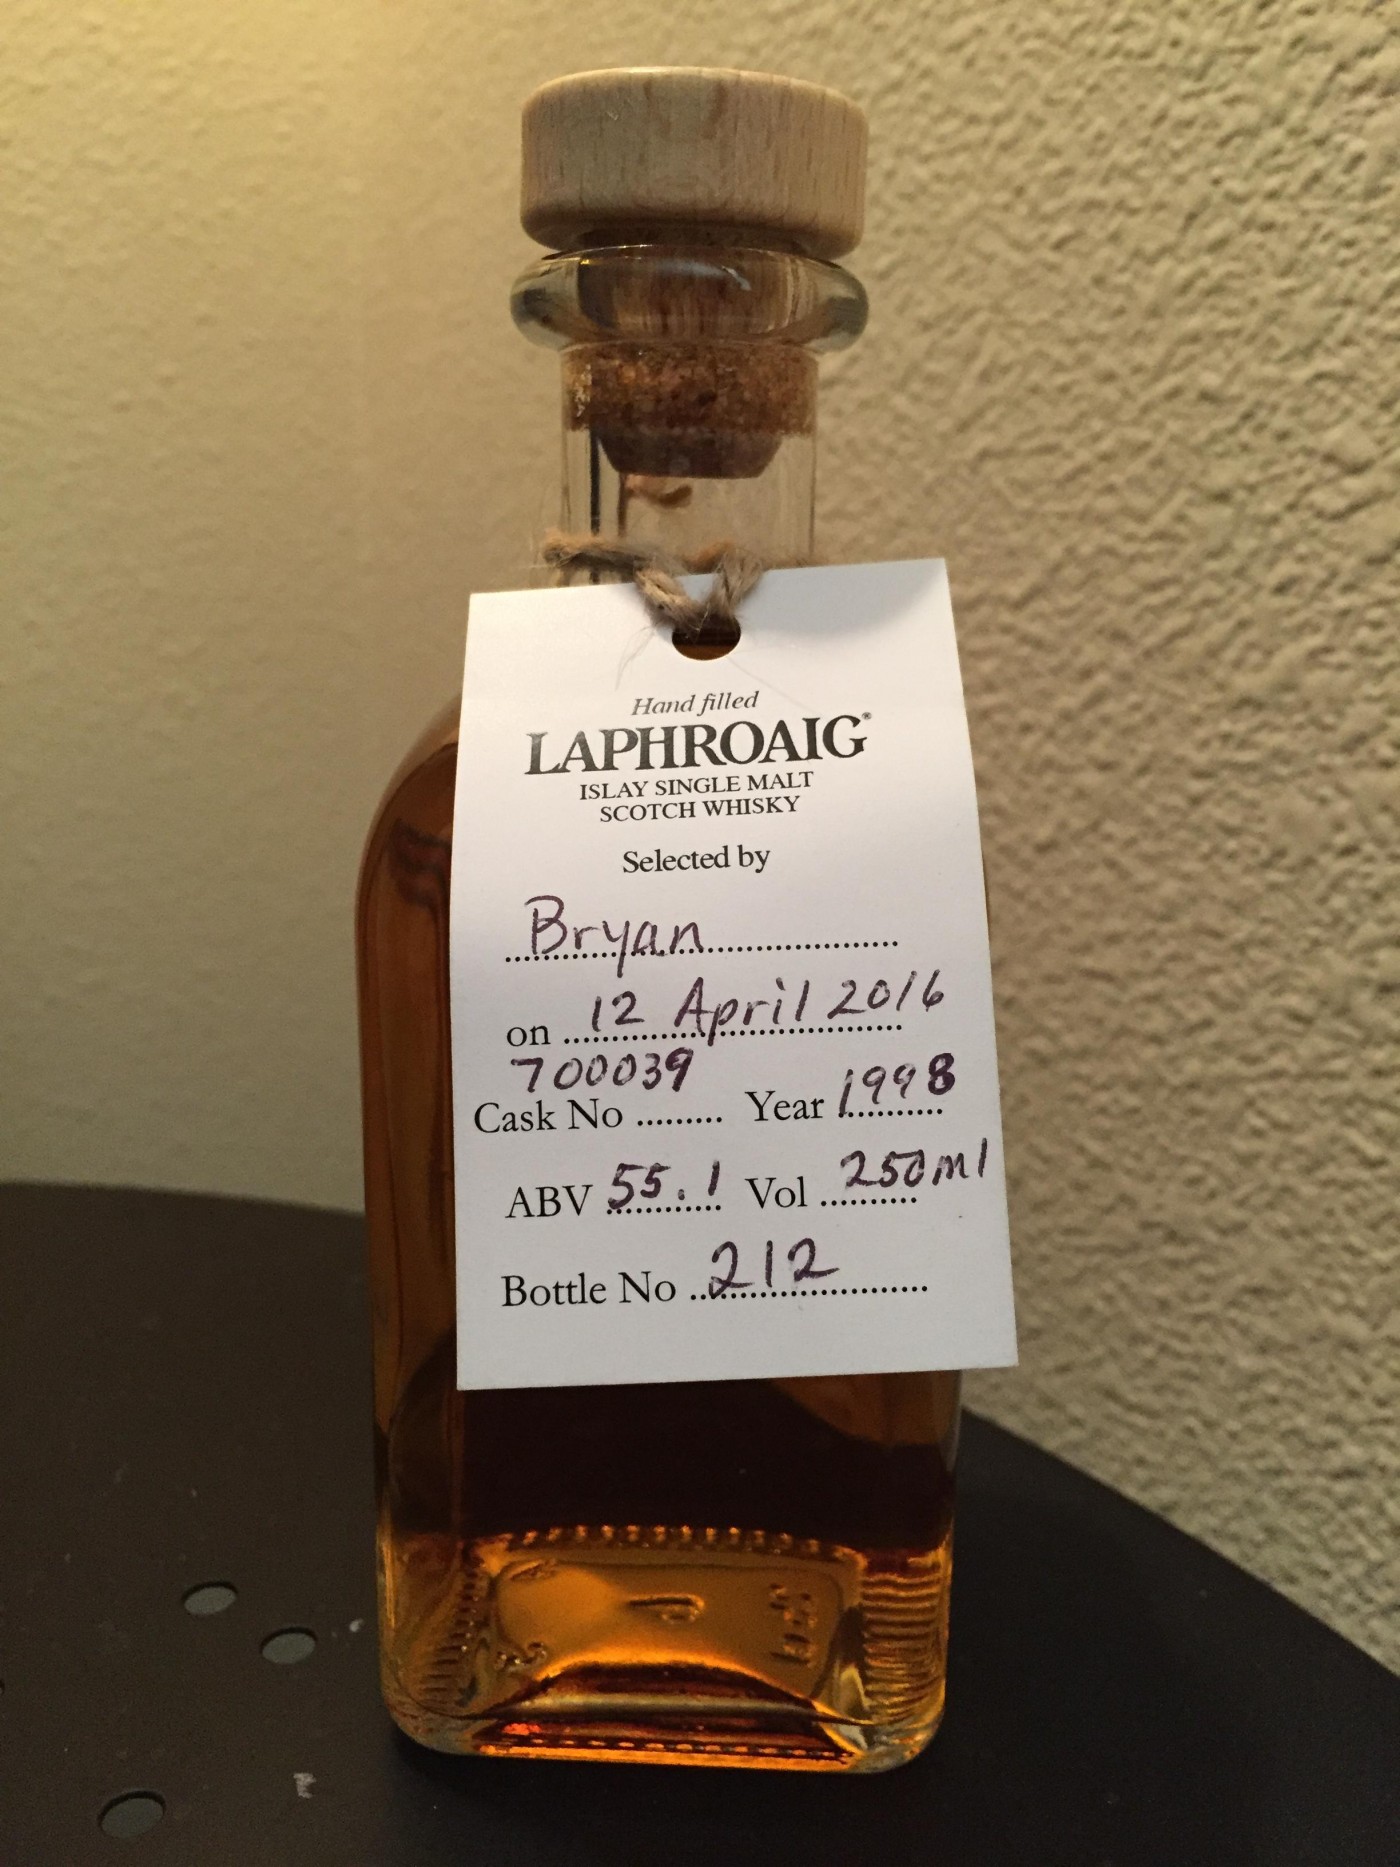 Hand filled
LAPHROAIG®
ISLAY SINGLE MALT
SCOTCH WHISKY
Selected by
Bryan
on 12 April 2016
700039
Cask No ......... Year 1998
ABV 55.1 Vol 250ml
Bottle No 212